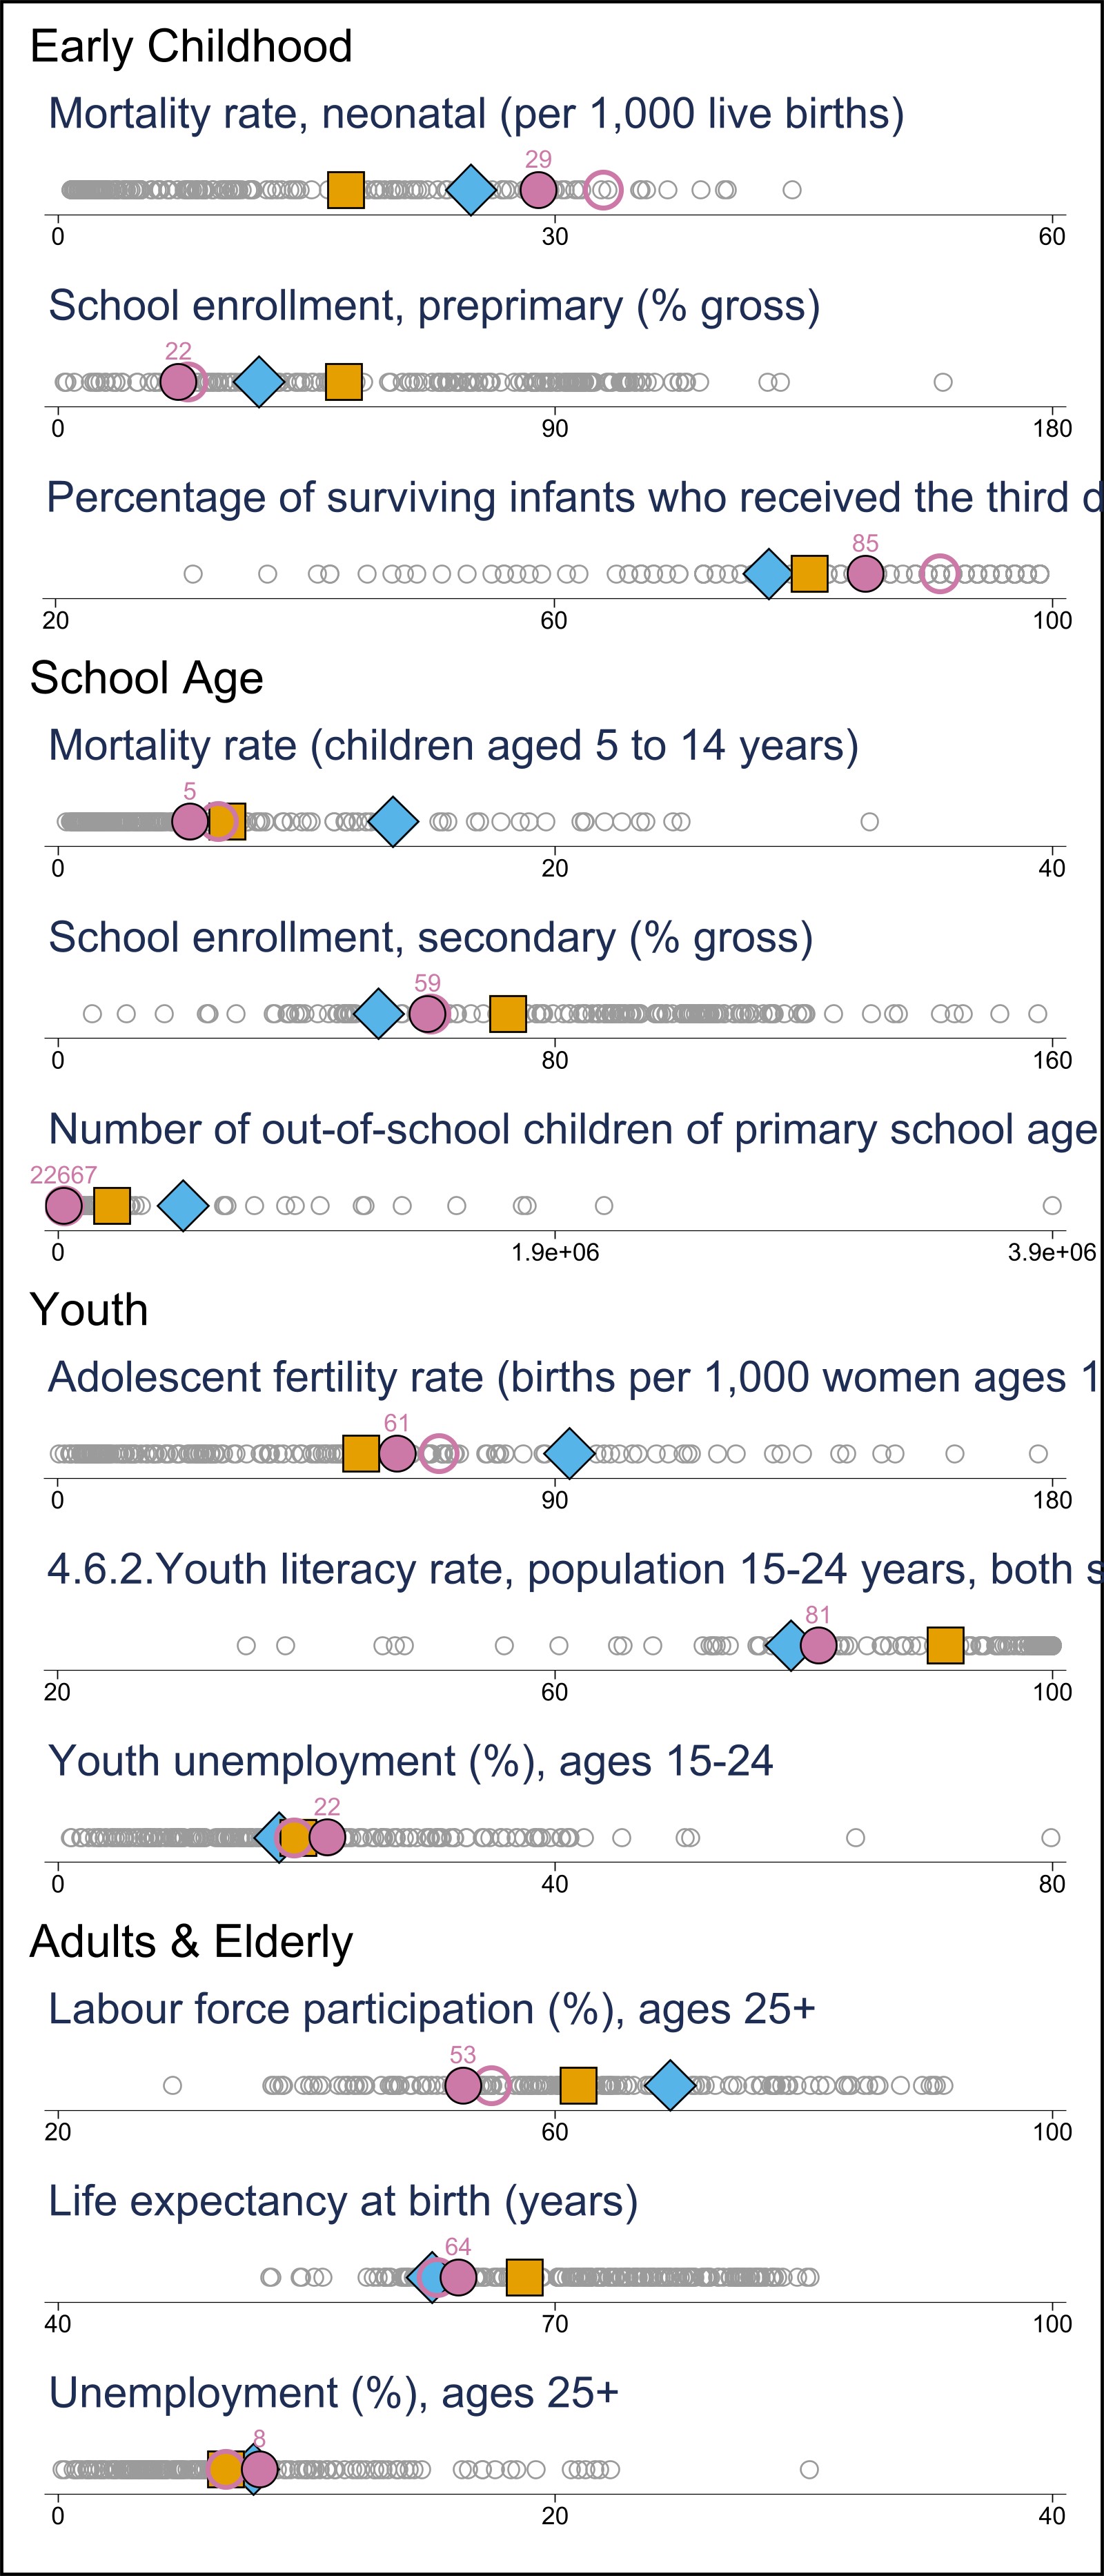 Early Childhood
Mortality rate, neonatal (per 1,000 live births)
29
0 30 60
School enrollment, preprimary (% gross)
22
0 90 180
Percentage of surviving infants who received the third d
85
20 60 100
School Age
Mortality rate (children aged 5 to 14 years)
5
0 20 40
School enrollment, secondary (% gross)
59
0 80 160
Number of out-of-school children of primary school age
22667
0 1.9e+06 3.9e+06
Youth
Adolescent fertility rate (births per 1,000 women ages 1
61
0 90 180
4.6.2.Youth literacy rate, population 15-24 years, both s
81
20 60 100
Youth unemployment (%), ages 15-24
22
0 40 80
Adults & Elderly
Labour force participation (%), ages 25+
53
20 60 100
Life expectancy at birth (years)
64
40 70 100
Unemployment (%), ages 25+
8
0 20 40